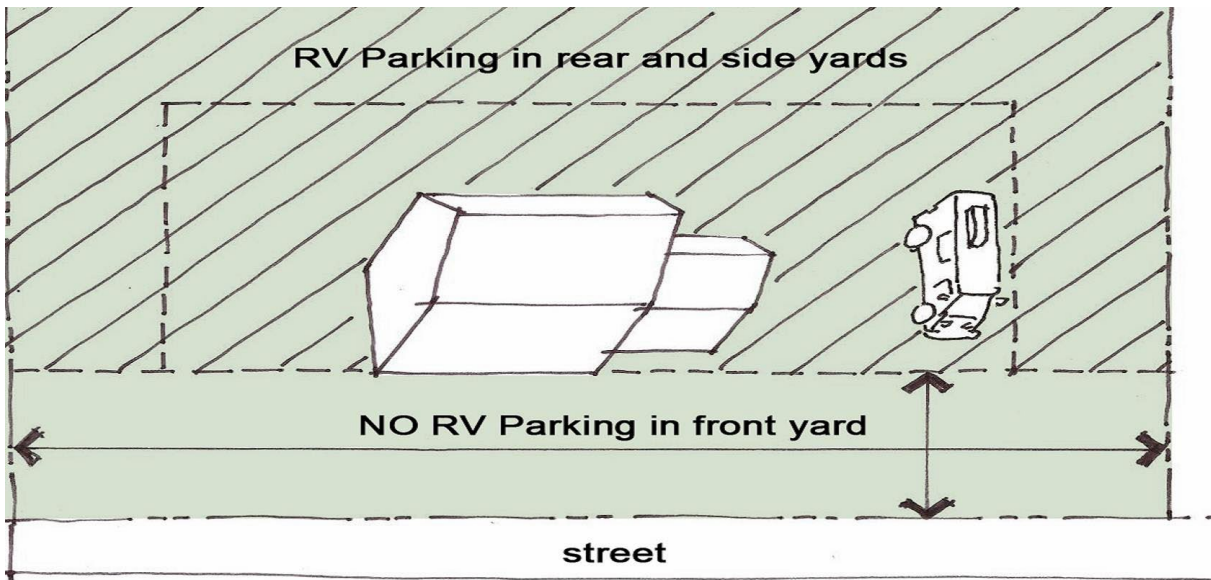 RV Parking in rear and side yards
NO RV Parking in front yard
street